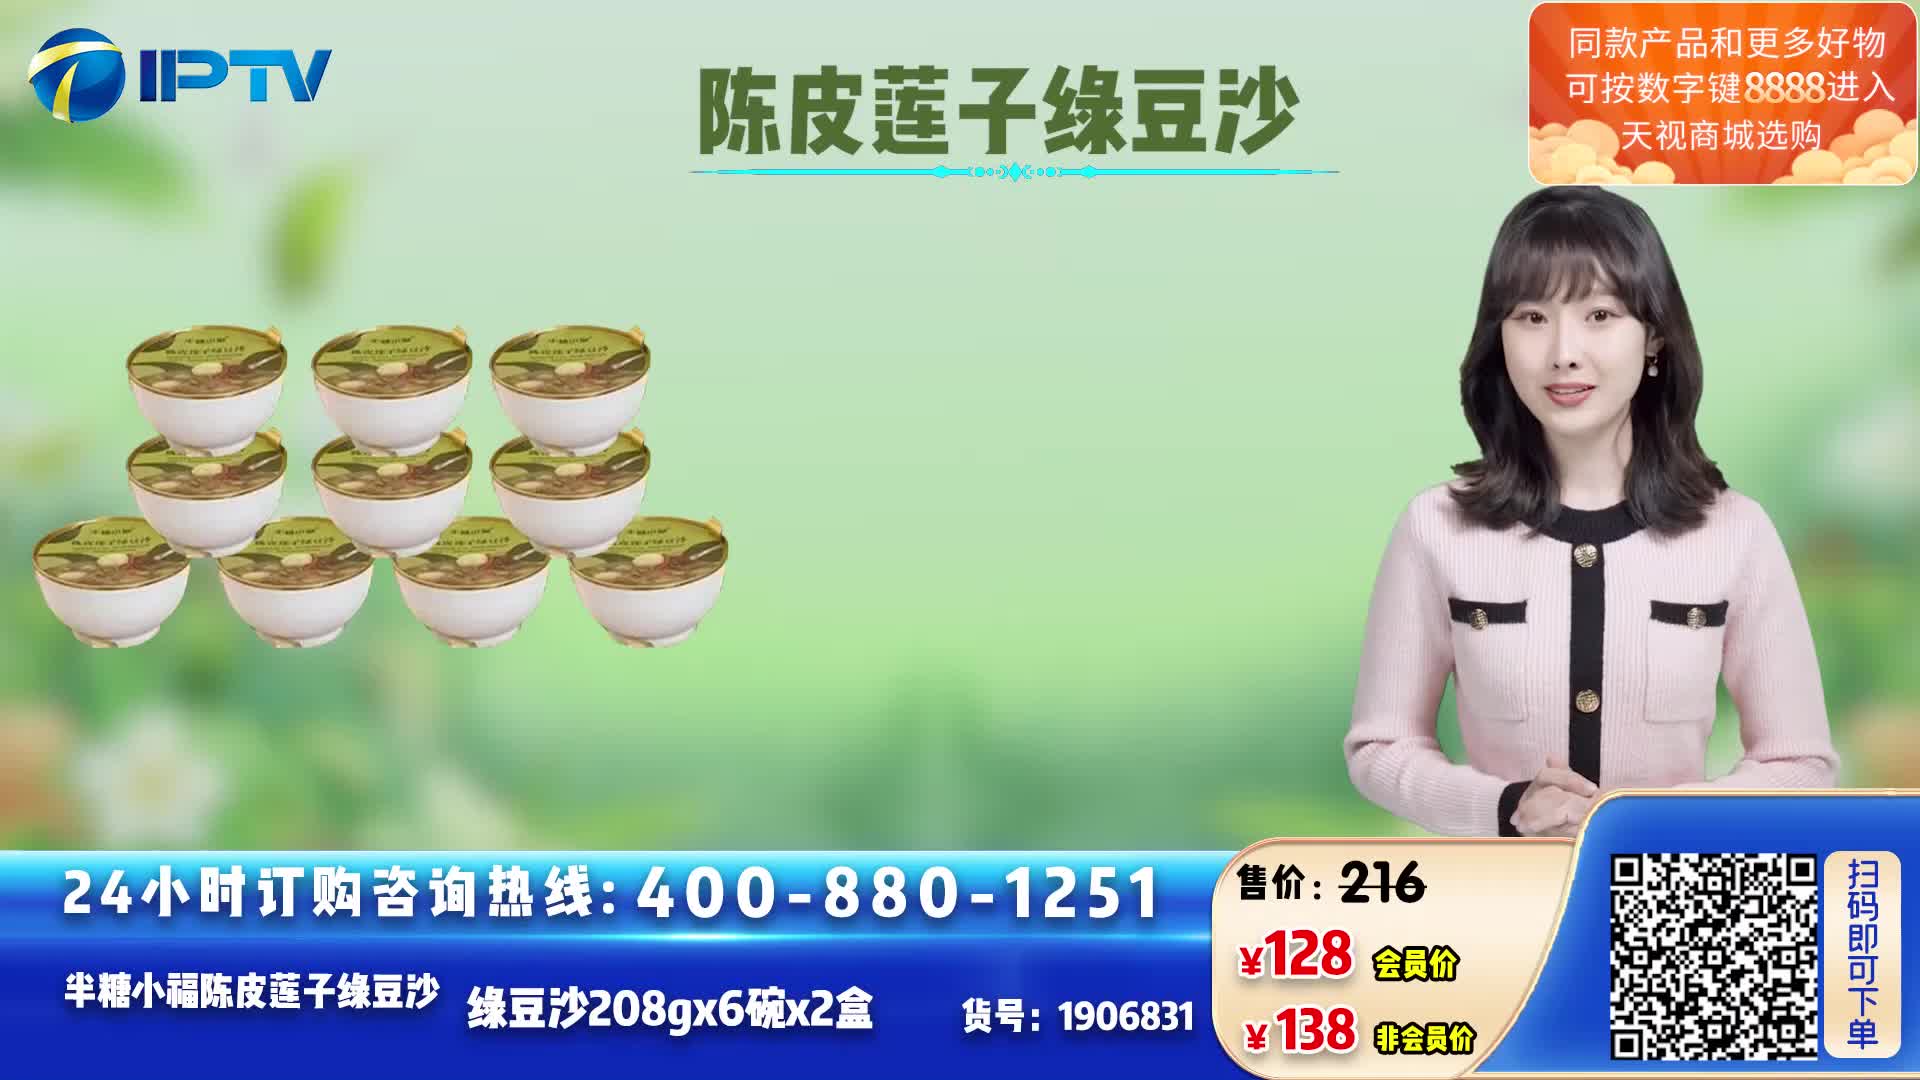 IPTV
陈皮莲子绿豆沙
同款产品和更多好物
可按数字键8888进入
天视商城选购
24小时订购咨询热线:400-880-1251
半糖小福陈皮莲子绿豆沙
绿豆沙208gx6碗x2盒
货号：1906831
售价：216
¥128 会员价
¥138 非会员价
扫码即可下单